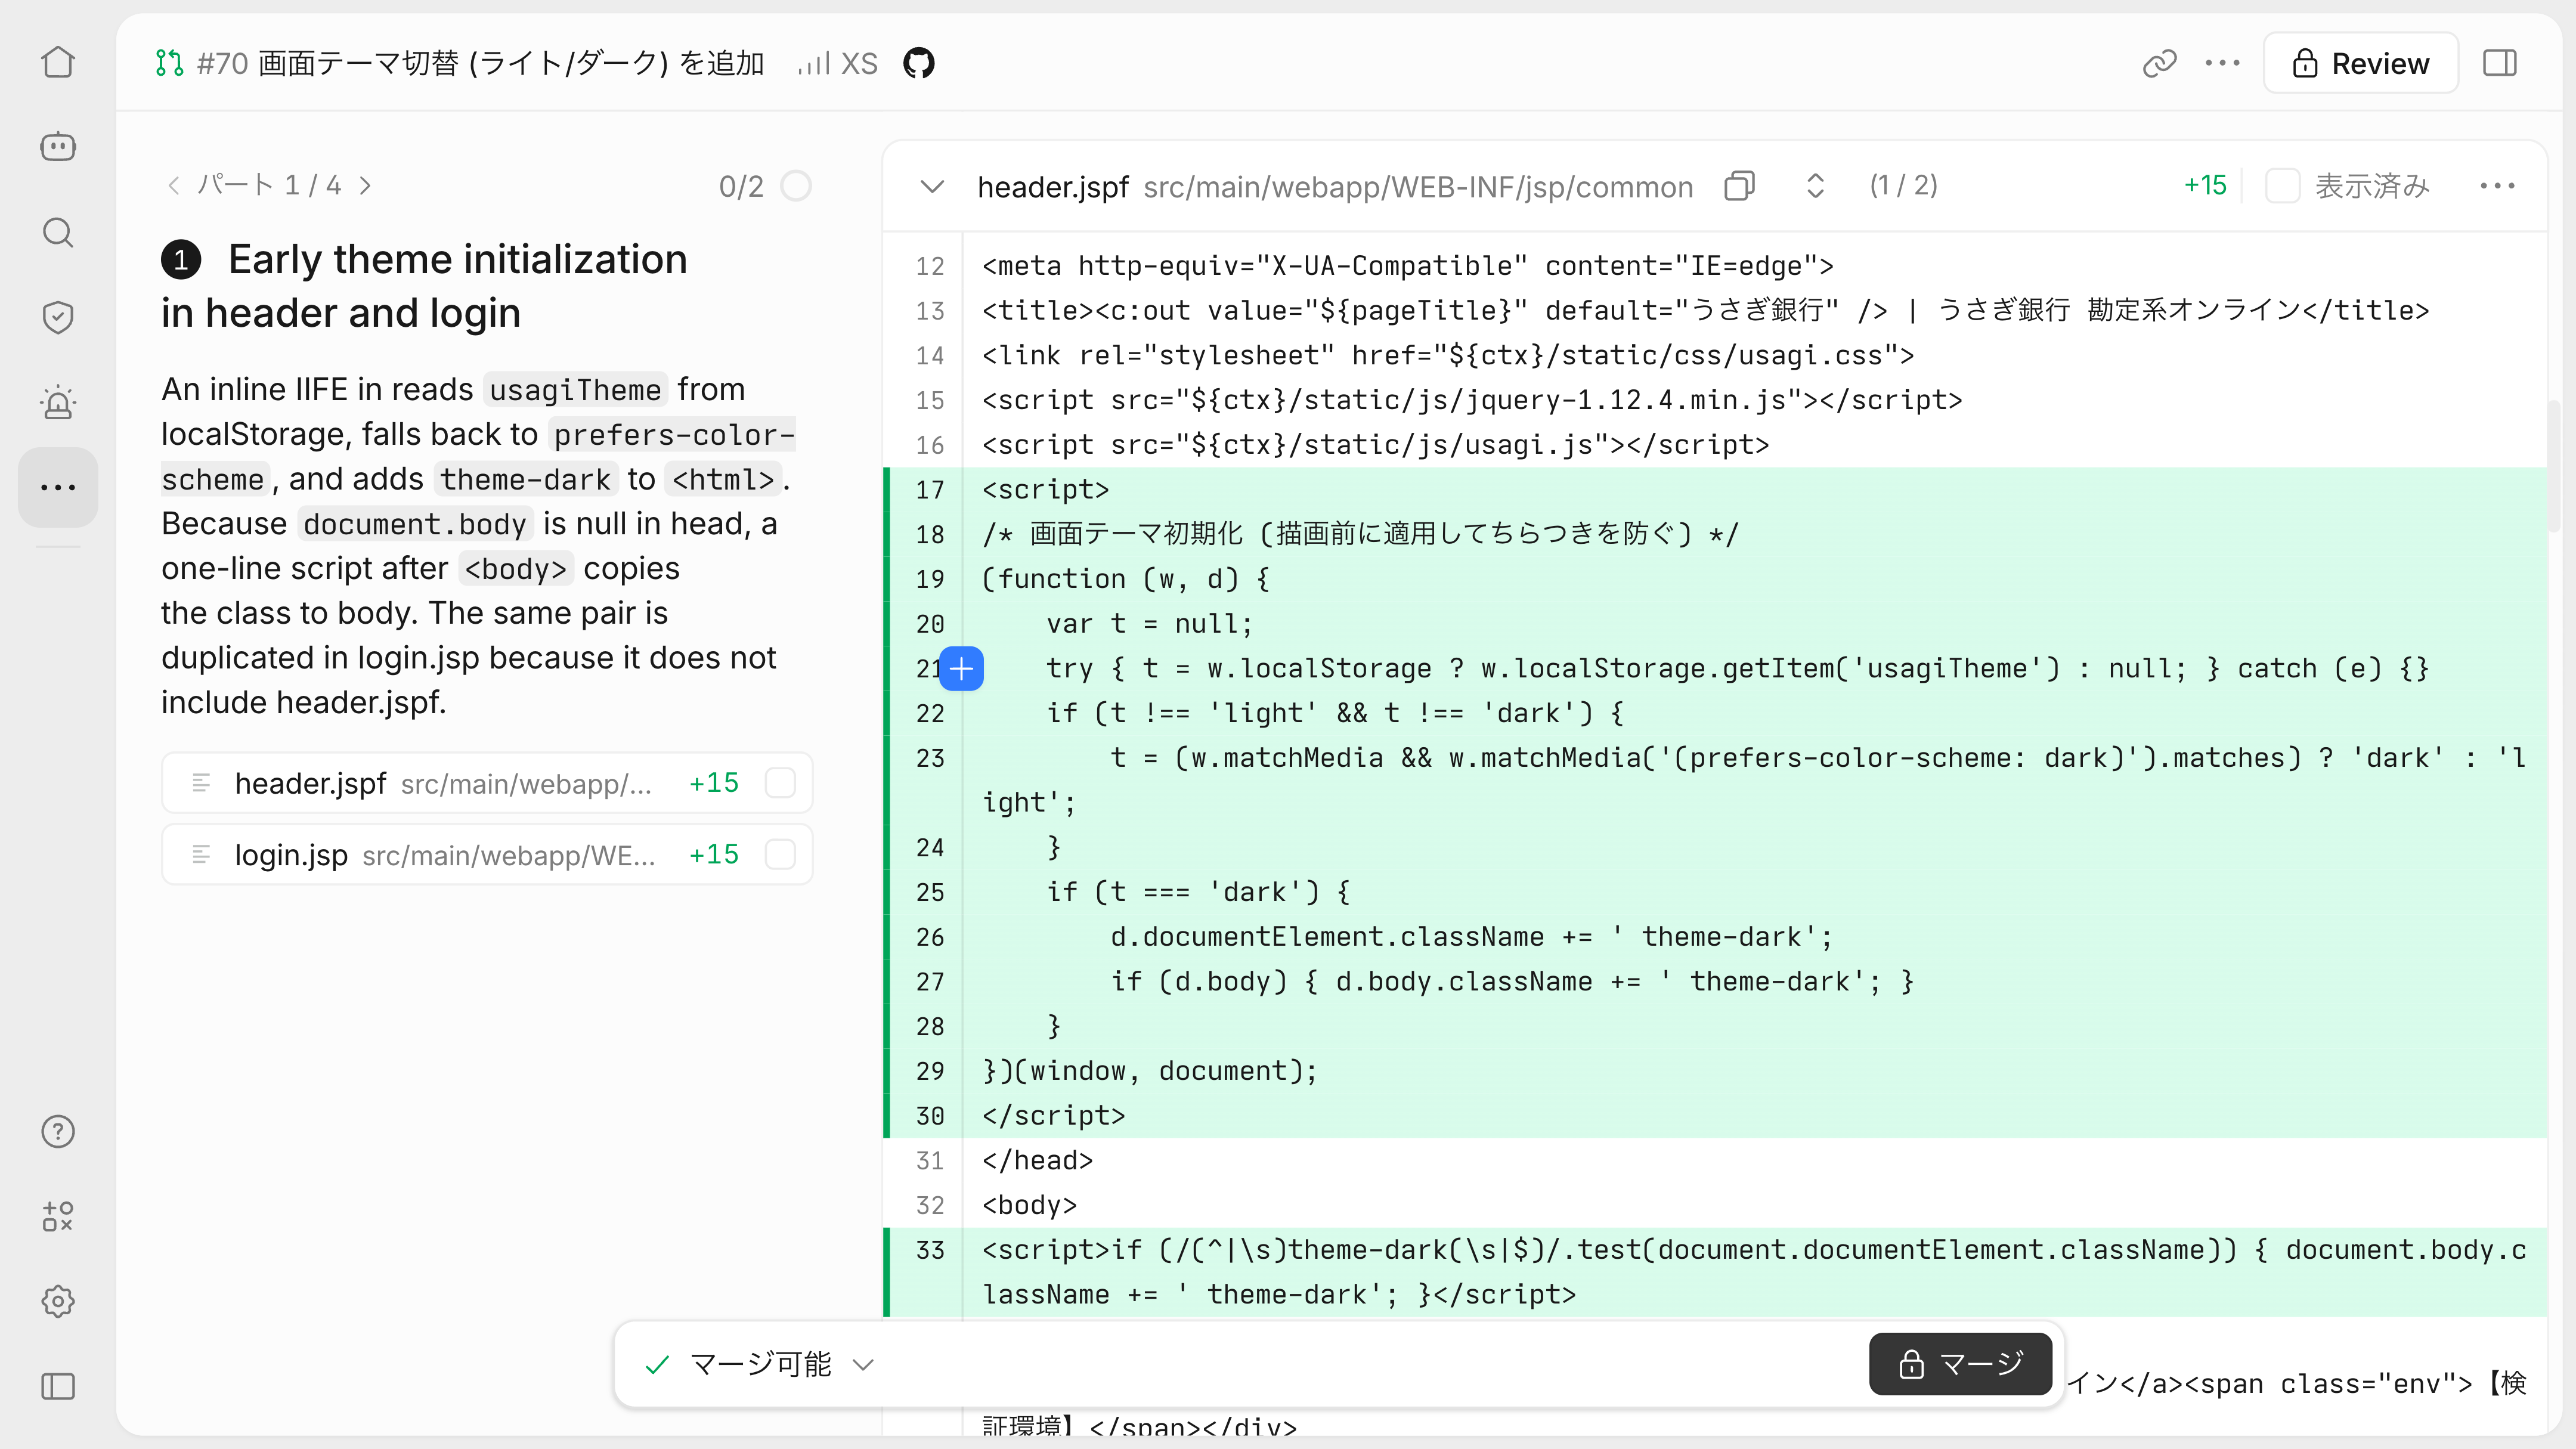 #70 画面テーマ切替 (ライト/ダーク) を追加 XS
Review
パート 1 / 4
0/2
1 Early theme initialization
in header and login
An inline IIFE in reads usagiTheme from
localStorage, falls back to prefers-color-
scheme, and adds theme-dark to <html>.
Because document.body is null in head, a
one-line script after <body> copies
the class to body. The same pair is
duplicated in login.jsp because it does not
include header.jspf.
header.jspf src/main/webapp/... +15
login.jsp src/main/webapp/WE... +15
header.jspf src/main/webapp/WEB-INF/jsp/common (1 / 2) +15 表示済み
12 <meta http-equiv="X-UA-Compatible" content="IE=edge">
13 <title><c:out value="${pageTitle}" default="うさぎ銀行" /> | うさぎ銀行 勘定系オンライン</title>
14 <link rel="stylesheet" href="${ctx}/static/css/usagi.css">
15 <script src="${ctx}/static/js/jquery-1.12.4.min.js"></script>
16 <script src="${ctx}/static/js/usagi.js"></script>
17 <script>
18 /* 画面テーマ初期化 (描画前に適用してちらつきを防ぐ) */
19 (function (w, d) {
20     var t = null;
21     try { t = w.localStorage ? w.localStorage.getItem('usagiTheme') : null; } catch (e) {}
22     if (t !== 'light' && t !== 'dark') {
23         t = (w.matchMedia && w.matchMedia('(prefers-color-scheme: dark)').matches) ? 'dark' : 'l
ight';
24     }
25     if (t === 'dark') {
26         d.documentElement.className += ' theme-dark';
27         if (d.body) { d.body.className += ' theme-dark'; }
28     }
29 })(window, document);
30 </script>
31 </head>
32 <body>
33 <script>if (/(^|\s)theme-dark(\s|$)/.test(document.documentElement.className)) { document.body.c
lassName += ' theme-dark'; }</script>
イン</a><span class="env">【検
証環境】</span></div>
マージ可能
マージ